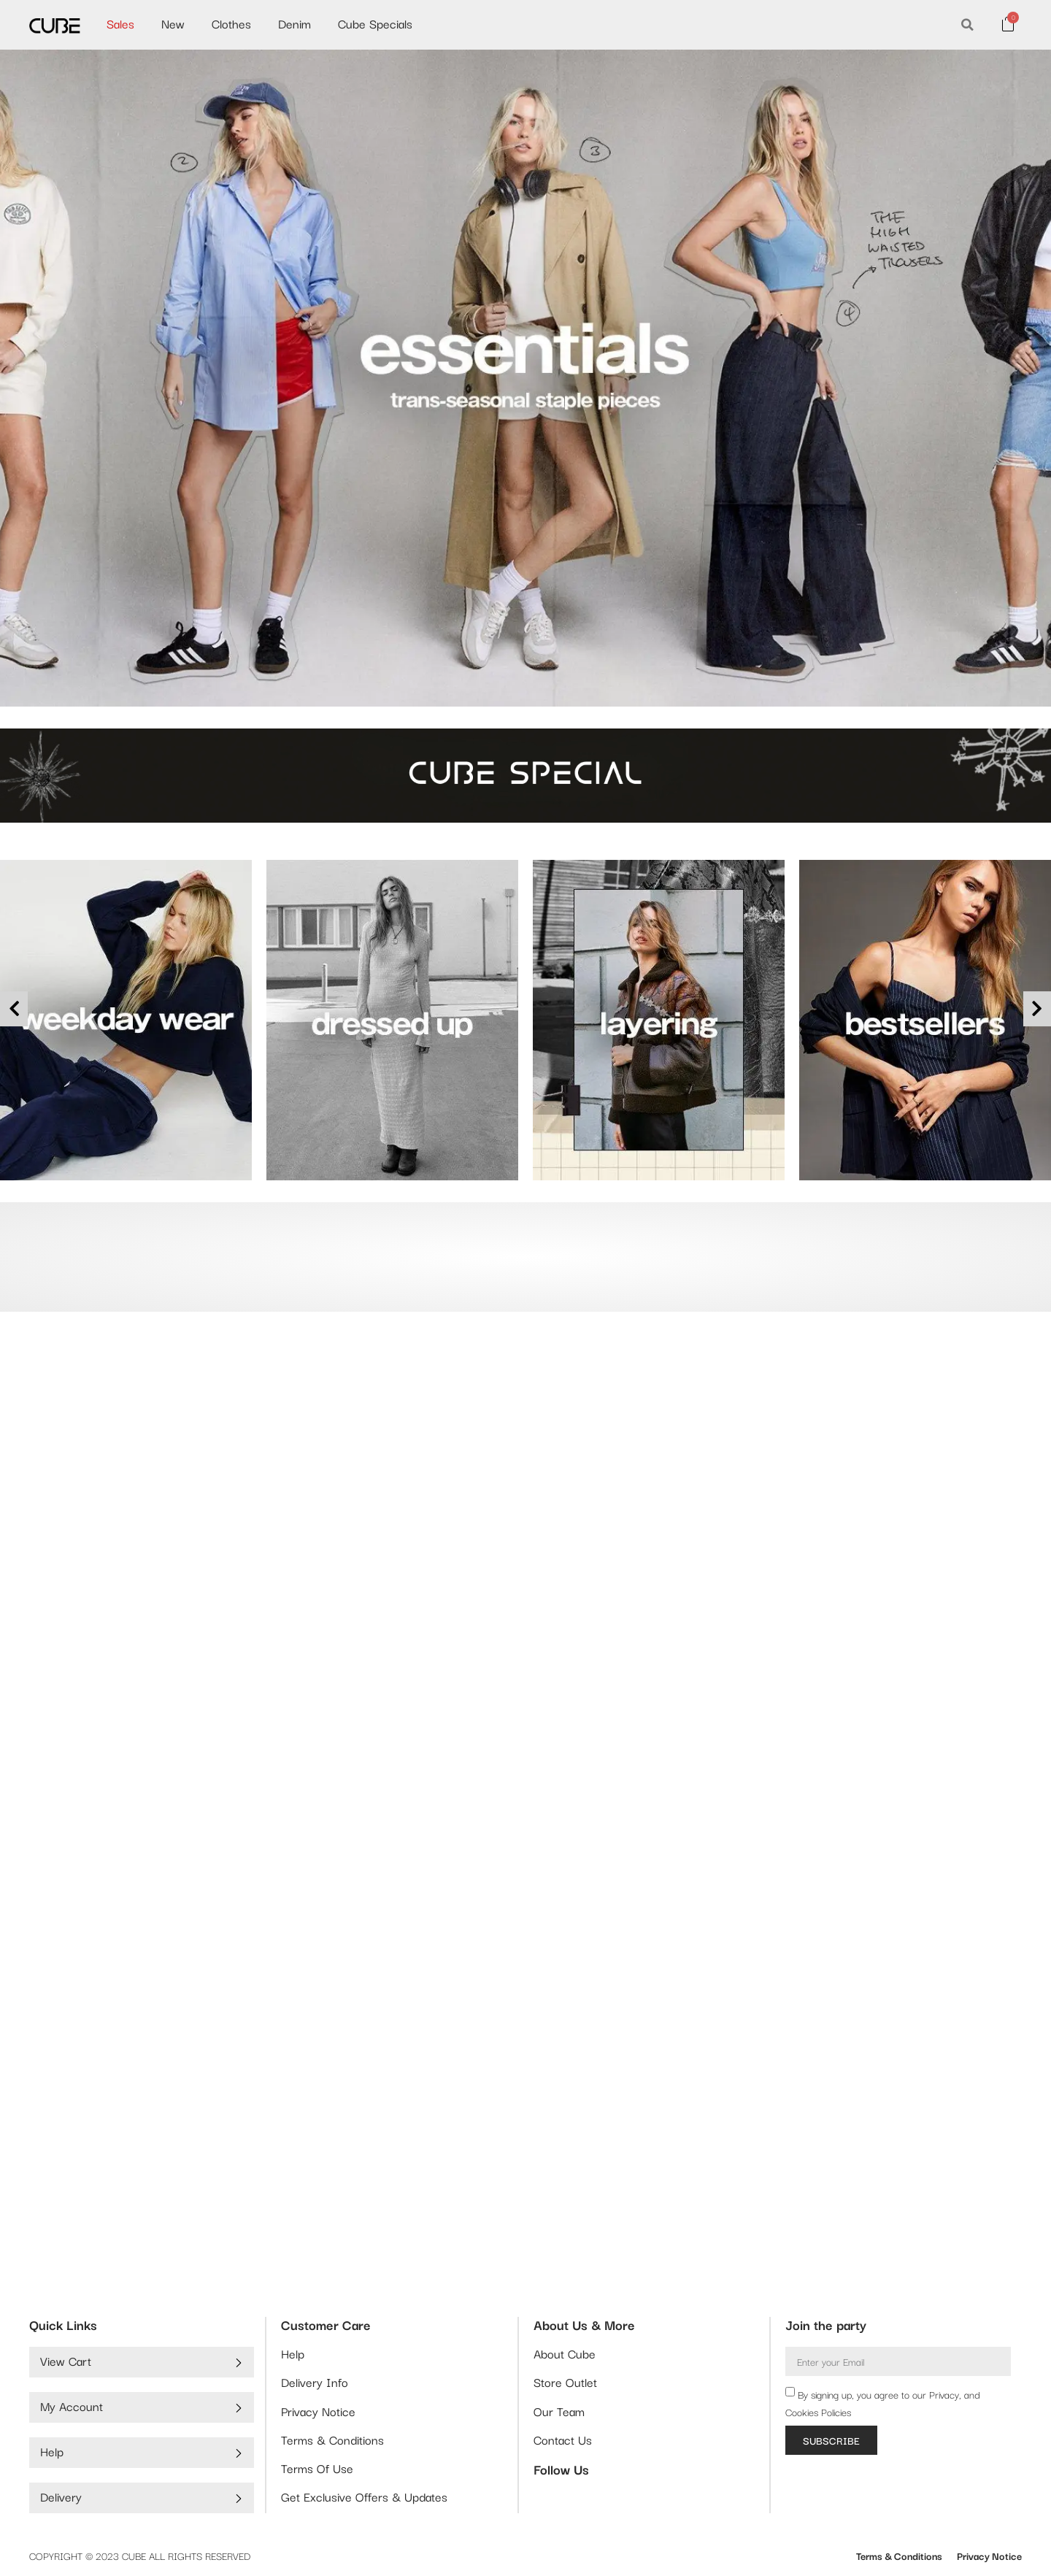 CUBE
Sales New Clothes Denim Cube Specials
0
2
3
THE
HIGH
WAISTED
TROUSERS
4
essentials
trans-seasonal staple pieces
CUBE SPECIAL
weekday wear
dressed up
layering
bestsellers
Quick Links
View Cart
My Account
Help
Delivery
Customer Care
Help
Delivery Info
Privacy Notice
Terms & Conditions
Terms Of Use
Get Exclusive Offers & Updates
About Us & More
About Cube
Store Outlet
Our Team
Contact Us
Follow Us
Join the party
Enter your Email
By signing up, you agree to our Privacy, and
Cookies Policies
SUBSCRIBE
COPYRIGHT © 2023 CUBE ALL RIGHTS RESERVED
Terms & Conditions Privacy Notice